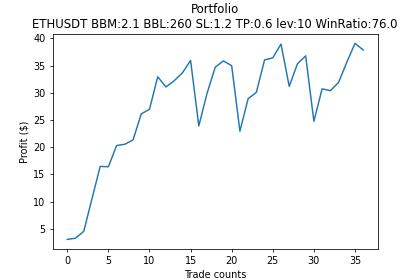 Portfolio
ETHUSDT BBM:2.1 BBL:260 SL:1.2 TP:0.6 lev:10 WinRatio:76.0
40
35
30
25
20
15
10
5
Profit ($)
0 5 10 15 20 25 30 35
Trade counts